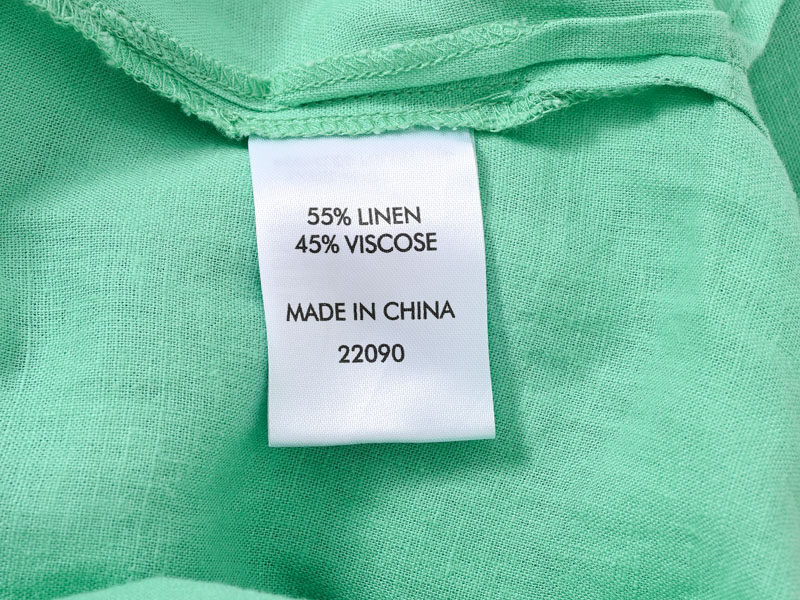 55% LINEN
45% VISCOSE
MADE IN CHINA
22090